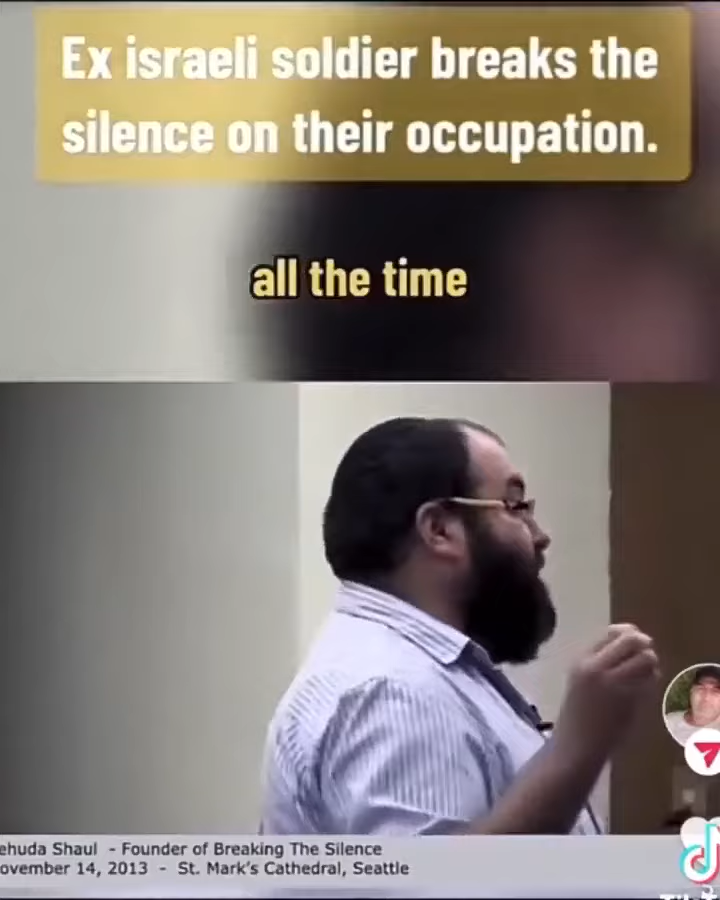 Ex israeli soldier breaks the
silence on their occupation.
all the time
ehuda Shaul - Founder of Breaking The Silence
ovember 14, 2013 - St. Mark's Cathedral, Seattle